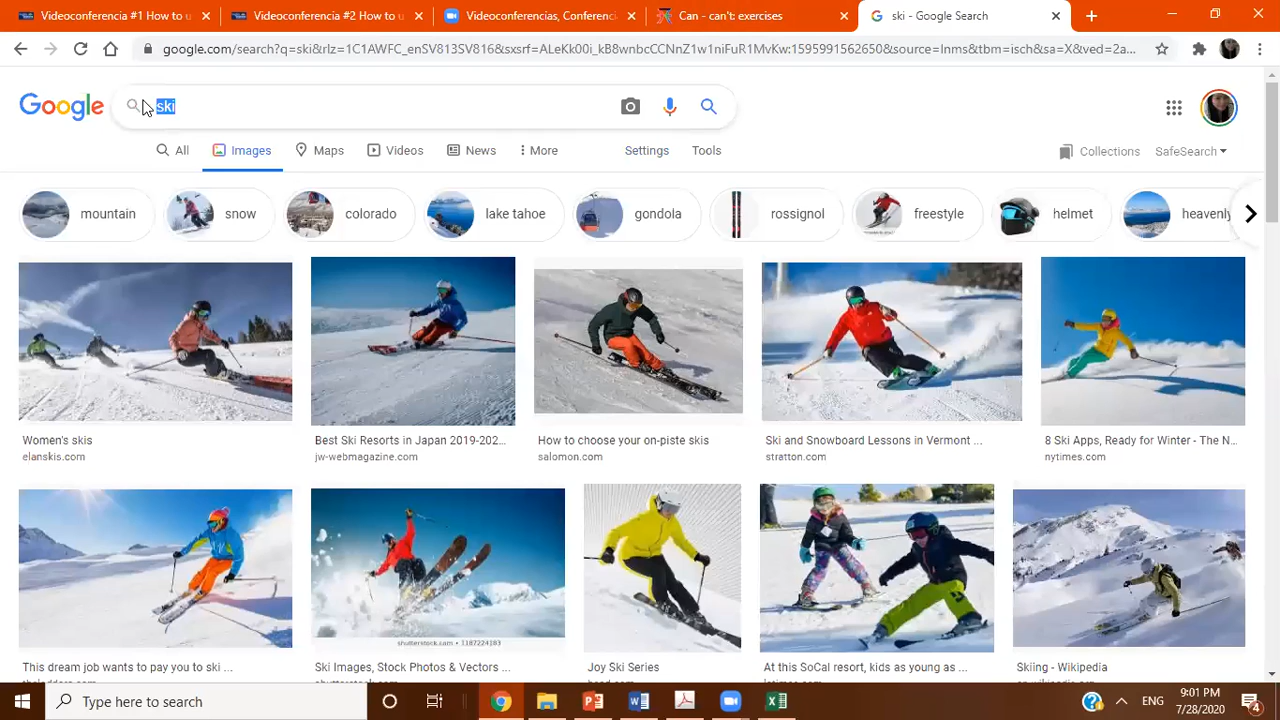 Videoconferencia #1 How to u
Videoconferencia #2 How to u
Videoconferencias, Conferenc
Can - can't: exercises
ski - Google Search
google.com/search?q=ski&rlz=1C1AWFC_enSV813SV816&sxsrf=ALeKk00i_kB8wnbcCCNnZ1w1niFuR1MvKw:1595991562650&source=lnms&tbm=isch&sa=X&ved=2a...
Google
ski
All
Images
Maps
Videos
News
More
Settings
Tools
Collections
SafeSearch
mountain
snow
colorado
lake tahoe
gondola
rossignol
freestyle
helmet
heavenly
Women's skis
elanskis.com
Best Ski Resorts in Japan 2019-202...
jw-webmagazine.com
How to choose your on-piste skis
salomon.com
Ski and Snowboard Lessons in Vermont ...
stratton.com
8 Ski Apps, Ready for Winter - The N...
nytimes.com
shutterstock.com • 1187224183
This dream job wants to pay you to ski ...
Ski Images, Stock Photos & Vectors ...
Joy Ski Series
At this SoCal resort, kids as young as ...
Skiing - Wikipedia
Type here to search
ENG
9:01 PM
7/28/2020
4